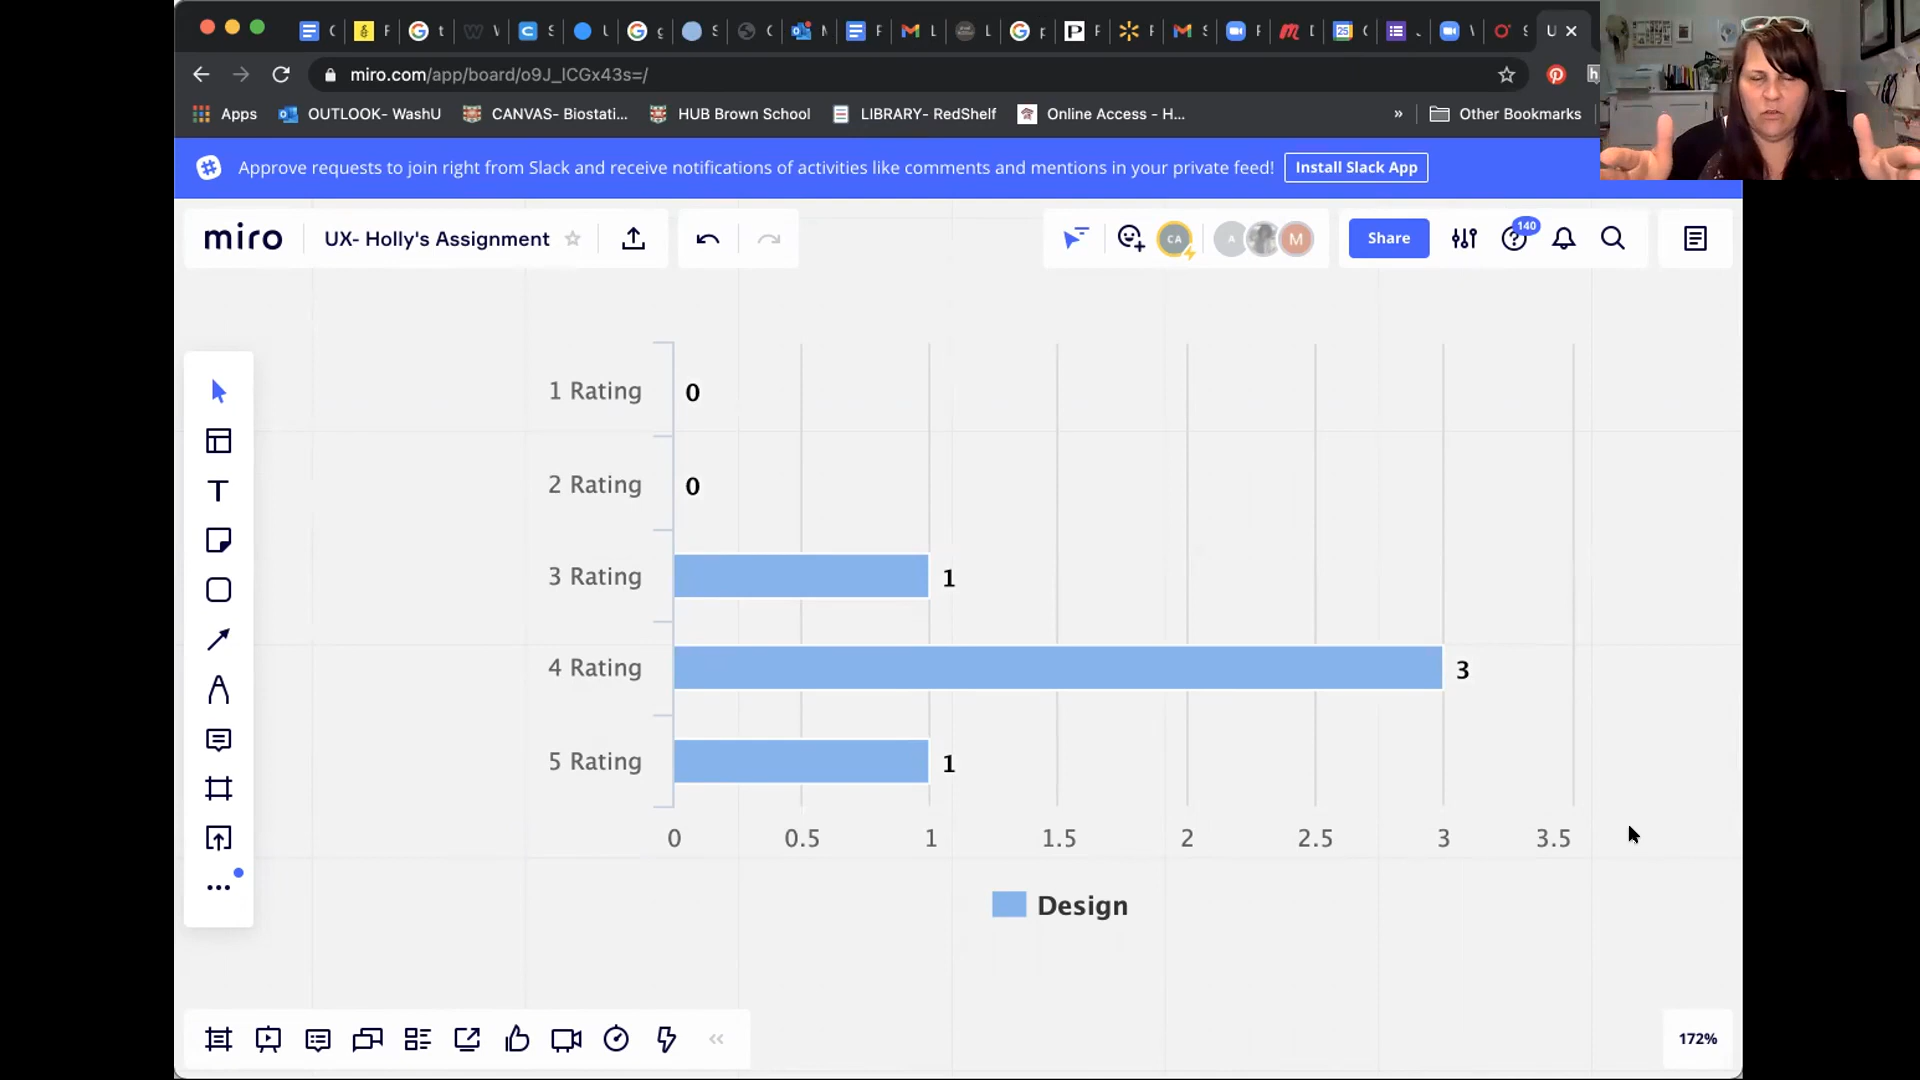 miro.com/app/board/o9J_lCGx43s=/
Apps OUTLOOK- WashU CANVAS- Biostati... HUB Brown School LIBRARY- RedShelf Online Access - H... » Other Bookmarks
Approve requests to join right from Slack and receive notifications of activities like comments and mentions in your private feed! Install Slack App
miro UX- Holly's Assignment CA A M Share 140
1 Rating 0
2 Rating 0
3 Rating 1
4 Rating 3
5 Rating 1
0 0.5 1 1.5 2 2.5 3 3.5
Design
172%